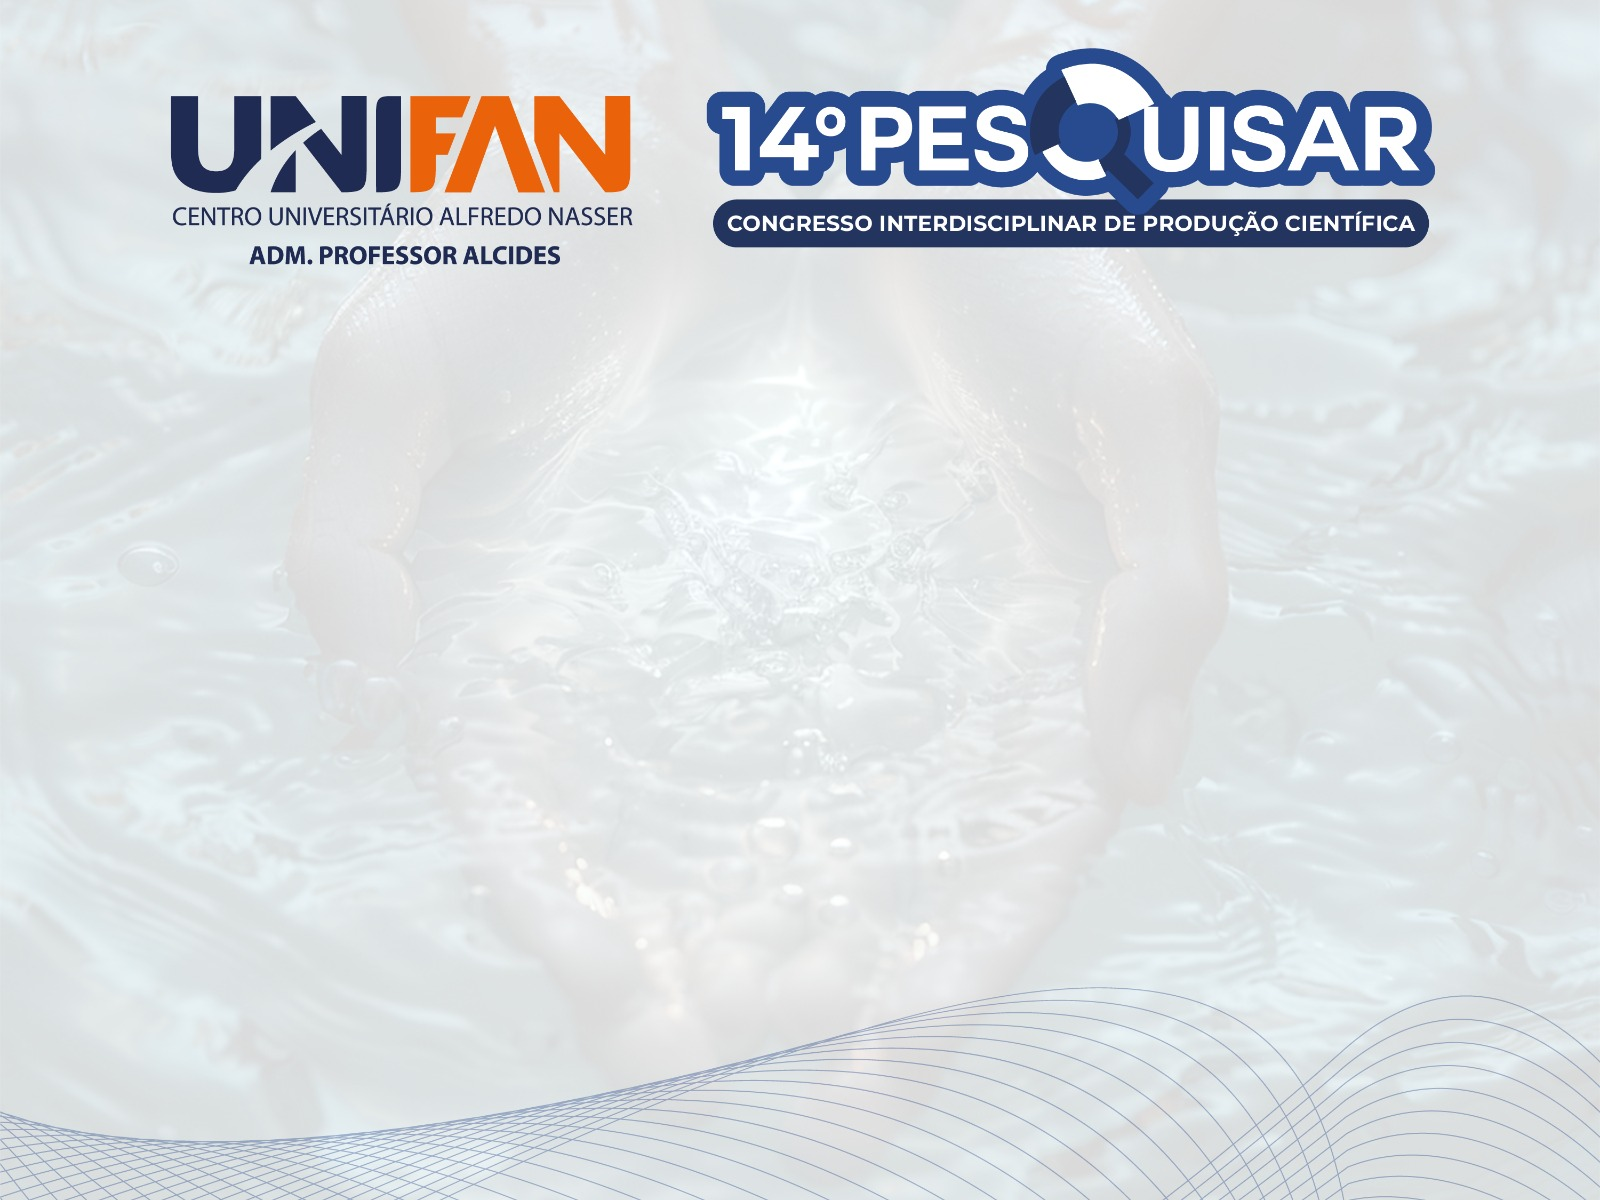 UNIFAN
CENTRO UNIVERSITÁRIO ALFREDO NASSER
ADM. PROFESSOR ALCIDES
14º PESQUISAR
CONGRESSO INTERDISCIPLINAR DE PRODUÇÃO CIENTÍFICA